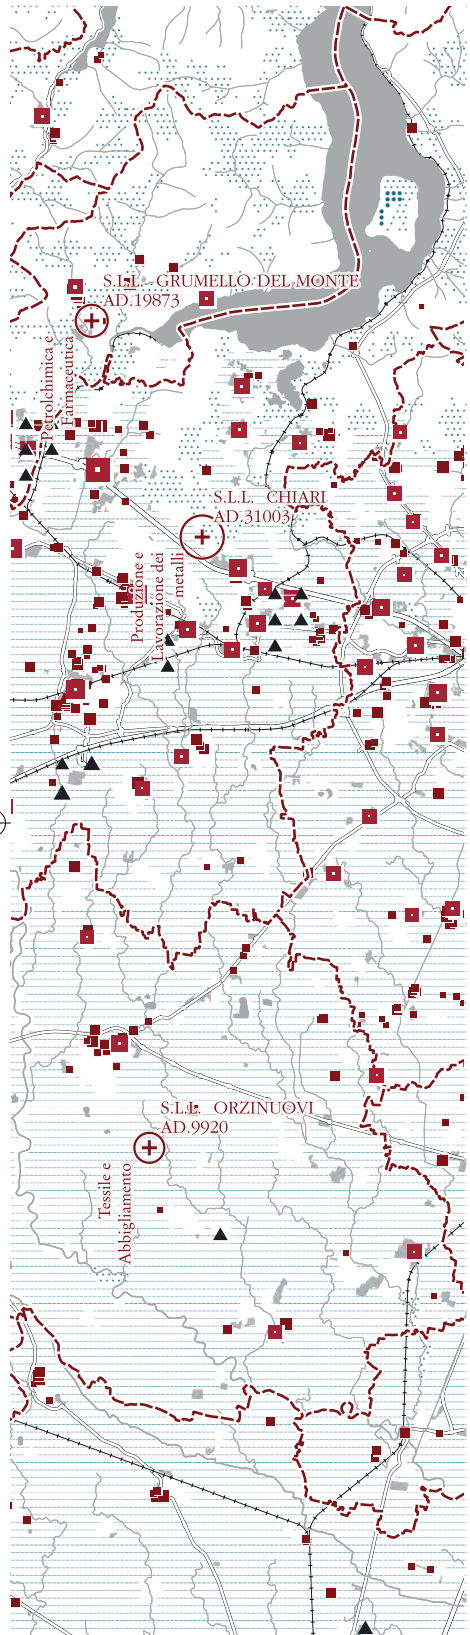 S.L.L. GRUMELLO DEL MONTE
AD.19873
Petrolchimica e
Farmaceutica
S.L.L. CHIARI
AD.31003
Produzione e
Lavorazione dei
metalli
S.L.L. ORZINUOVI
AD.9920
Tessile e
Abbigliamento